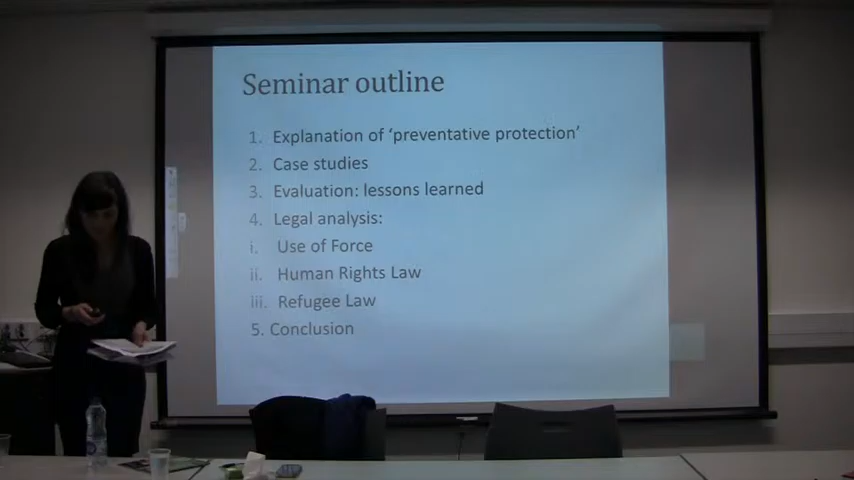 Seminar outline
1. Explanation of ‘preventative protection’
2. Case studies
3. Evaluation: lessons learned
4. Legal analysis:
i. Use of Force
ii. Human Rights Law
iii. Refugee Law
5. Conclusion